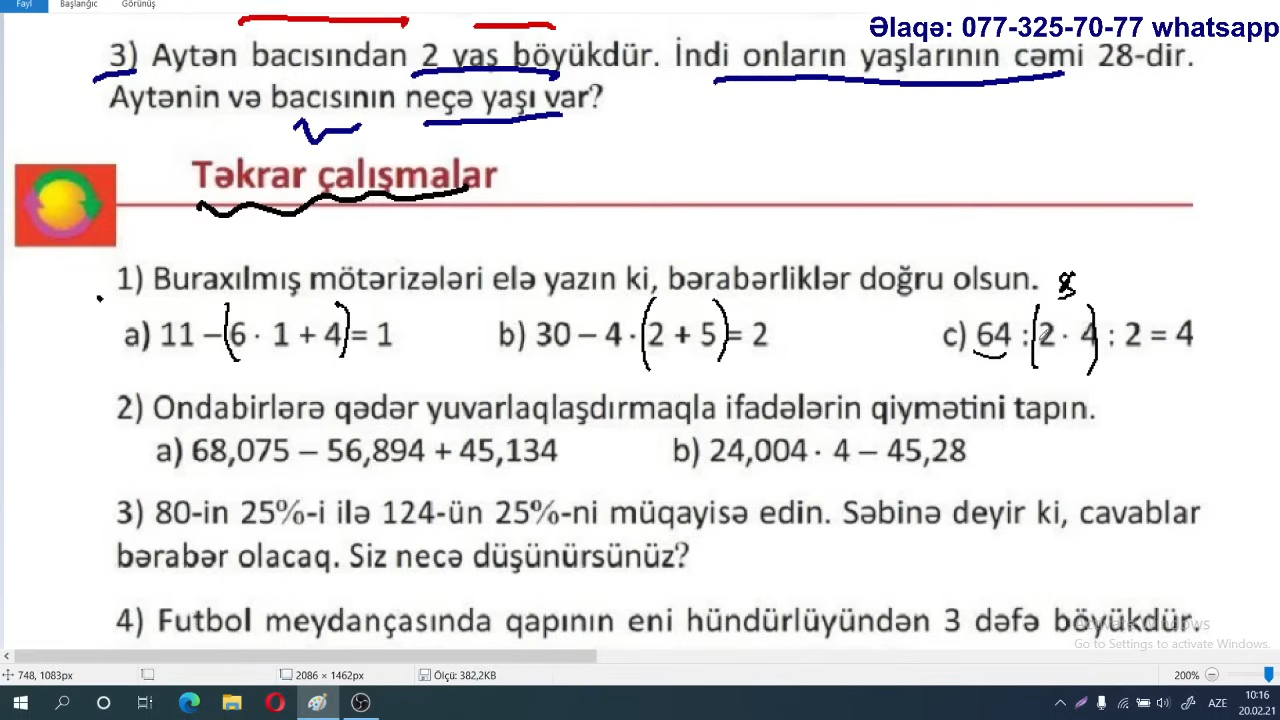 Fayl Başlanğıc Görünüş
Əlaqə: 077-325-70-77 whatsapp
3) Aytən bacısından 2 yaş böyükdür. İndi onların yaşlarının cəmi 28-dir.
Aytənin və bacısının neçə yaşı var?
Təkrar çalışmalar
1) Buraxılmış mötərizələri elə yazın ki, bərabərliklər doğru olsun.
8
a) 11 – (6 · 1 + 4) = 1 b) 30 – 4 · (2 + 5) = 2 c) 64 : (2 · 4) : 2 = 4
2) Ondabirlərə qədər yuvarlaqlaşdırmaqla ifadələrin qiymətini tapın.
a) 68,075 – 56,894 + 45,134 b) 24,004 · 4 – 45,28
3) 80-in 25%-i ilə 124-ün 25%-ni müqayisə edin. Səbinə deyir ki, cavablar
bərabər olacaq. Siz necə düşünürsünüz?
4) Futbol meydançasında qapının eni hündürlüyündən 3 dəfə böyükdür.
Activate Windows
Go to Settings to activate Windows.
748, 1083px 2086 × 1462px Ölçü: 382,2KB 200%
AZE 10:16
20.02.21